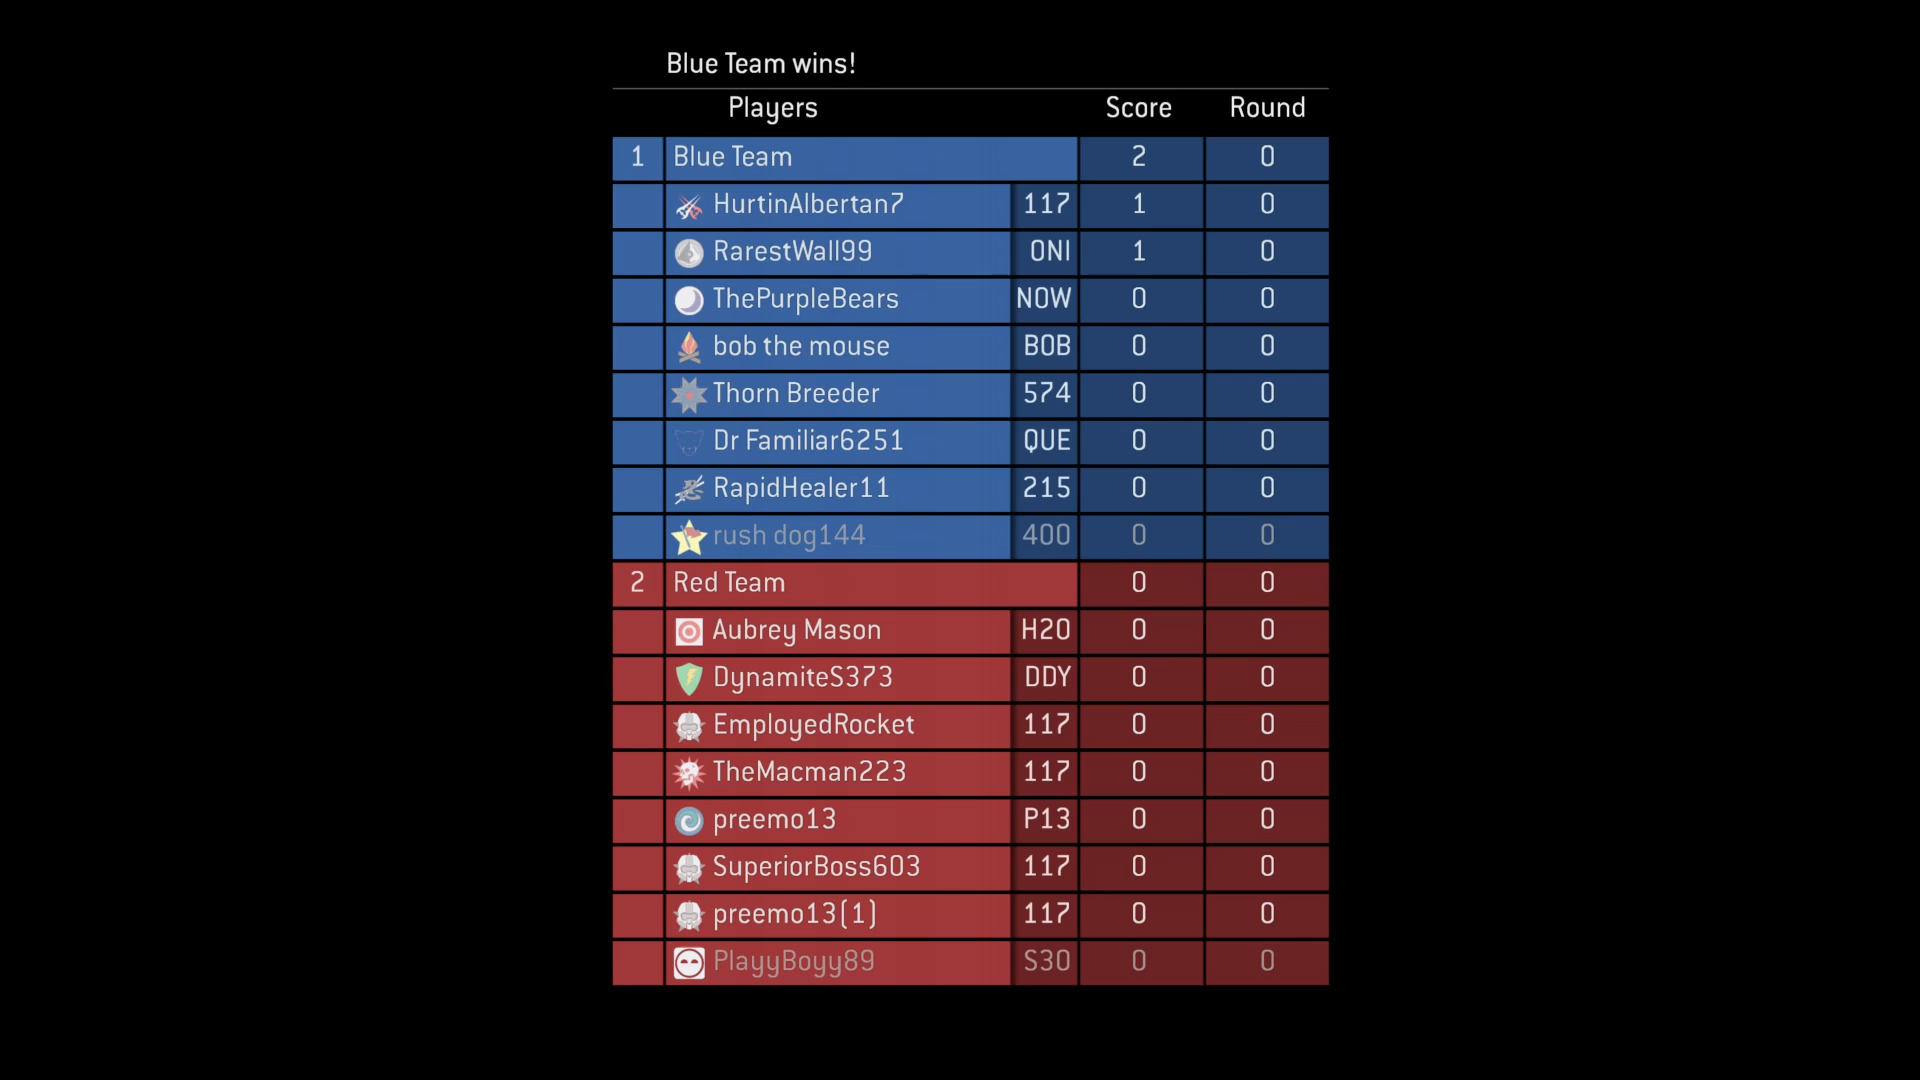 Blue Team wins!
Players Score Round
1 Blue Team 2 0
HurtinAlbertan7 117 1 0
RarestWall99 ONI 1 0
ThePurpleBears NOW 0 0
bob the mouse BOB 0 0
Thorn Breeder 574 0 0
Dr Familiar6251 QUE 0 0
RapidHealer11 215 0 0
rush dog144 400 0 0
2 Red Team 0 0
Aubrey Mason H20 0 0
DynamiteS373 DDY 0 0
EmployedRocket 117 0 0
TheMacman223 117 0 0
preemo13 P13 0 0
SuperiorBoss603 117 0 0
preemo13(1) 117 0 0
PlayyBoyy89 S30 0 0